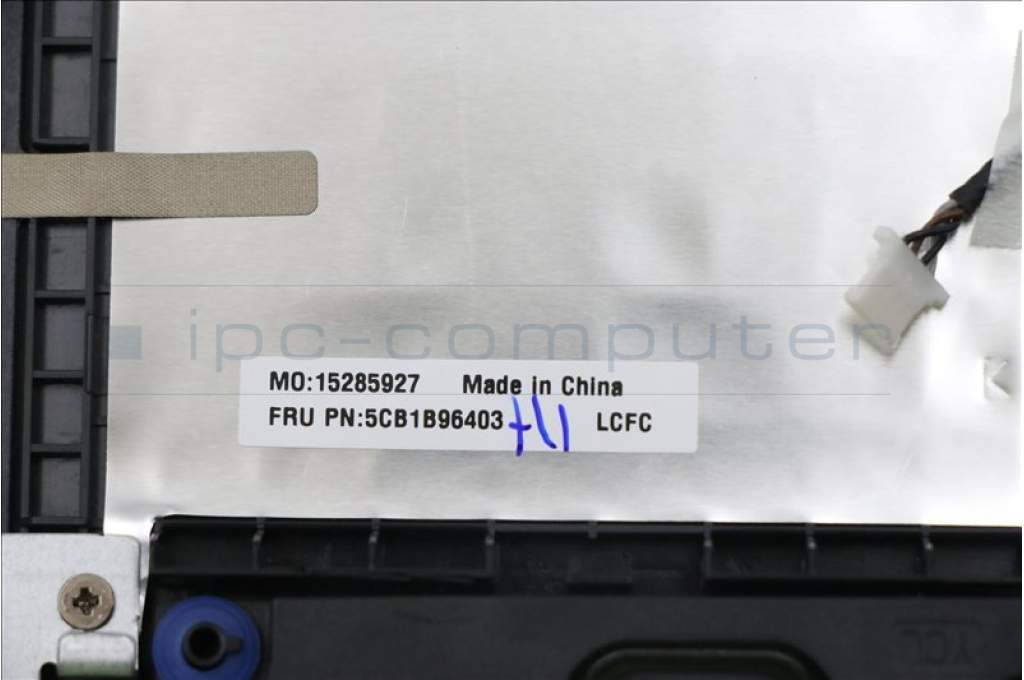 ipc-computer
MO:15285927 Made in China
FRU PN:5CB1B96403 LCFC